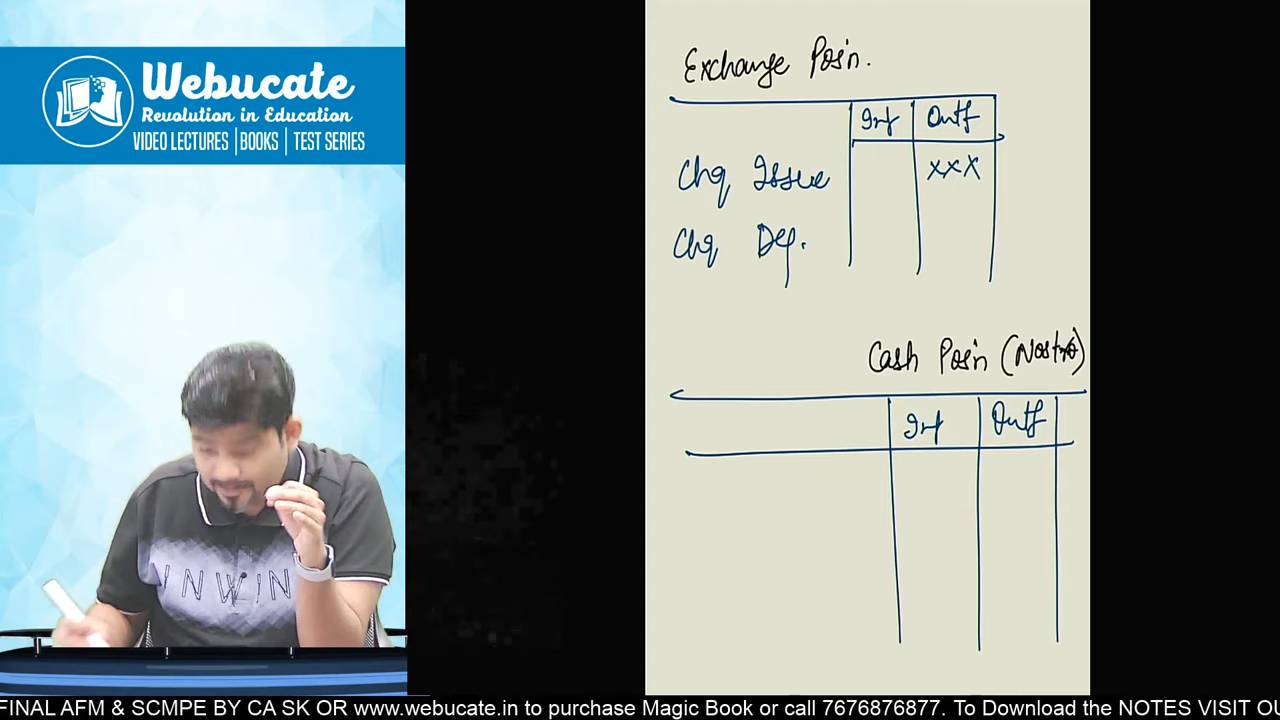 Webucate
Revolution in Education
VIDEO LECTURES | BOOKS | TEST SERIES
INWIN
Exchange Posn.
Inf Outf
Chq Issue xxx
Chq Dep.
Cash Posn (Nostro)
Inf Outf
FINAL AFM & SCMPE BY CA SK OR www.webucate.in to purchase Magic Book or call 7676876877. To Download the NOTES VISIT OU